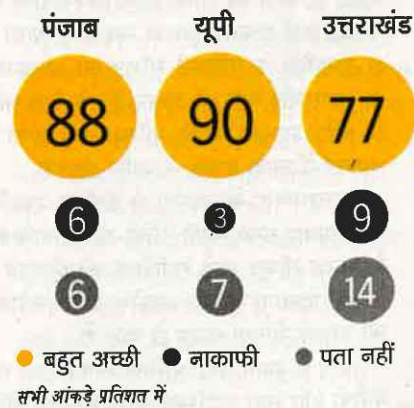 पंजाब यूपी उत्तराखंड
88 90 77
6 3 9
6 7 14
बहुत अच्छी नाकाफी पता नहीं
सभी आंकड़े प्रतिशत में